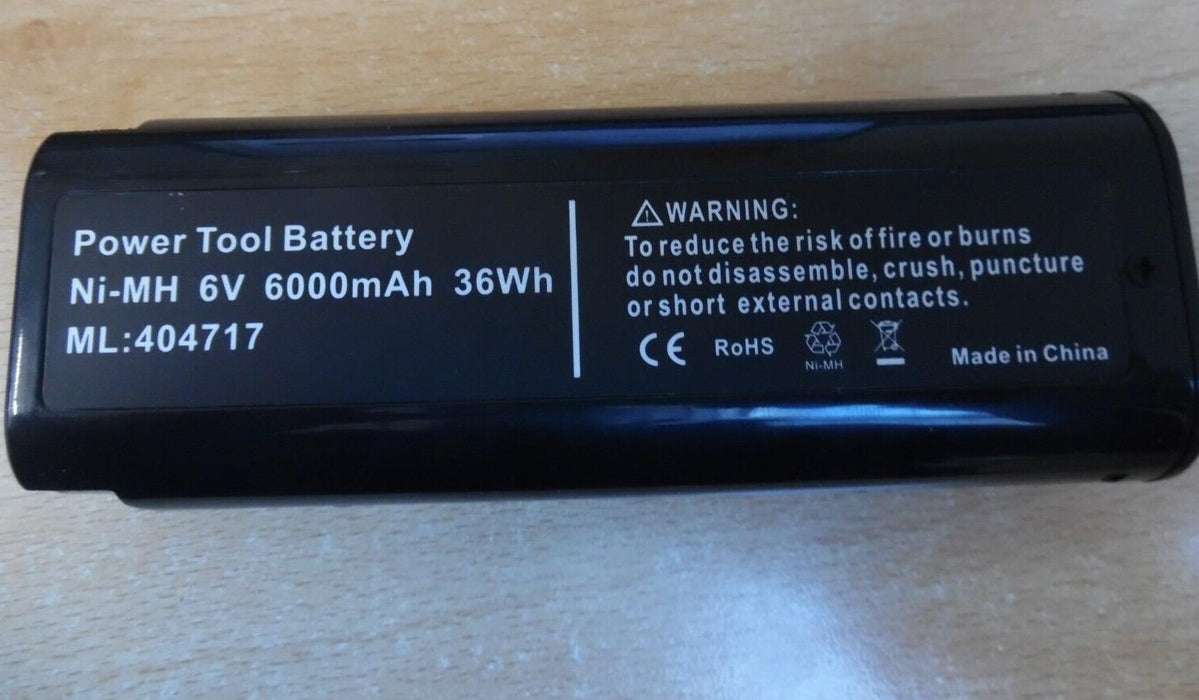 Power Tool Battery
Ni-MH 6V 6000mAh 36Wh
ML:404717
WARNING:
To reduce the risk of fire or burns
do not disassemble, crush, puncture
or short external contacts.
CE RoHS Ni-MH Made in China